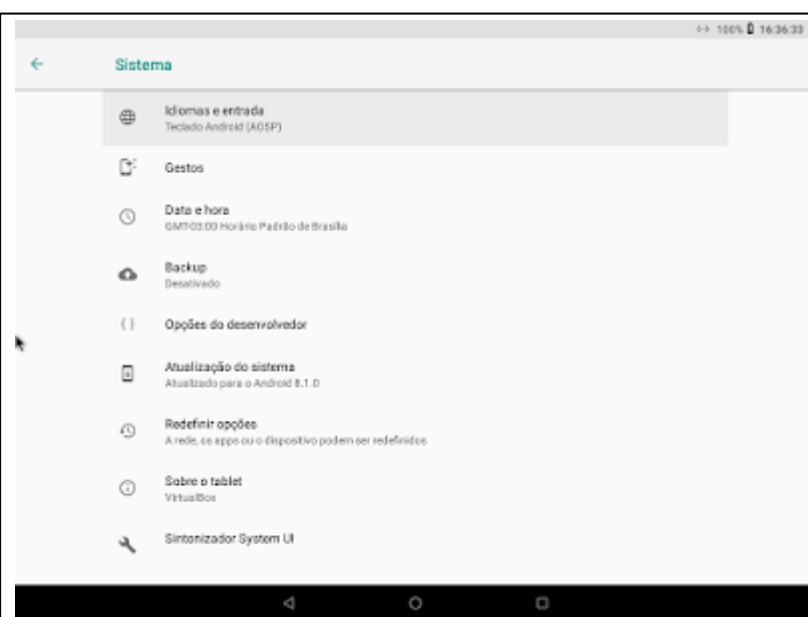 100% 16:36:33
Sistema
Idiomas e entrada
Teclado Android (AOSP)
Gestos
Data e hora
GMT-03:00 Horário Padrão de Brasília
Backup
Desativado
Opções do desenvolvedor
Atualização do sistema
Atualizado para o Android 8.1.0
Redefinir opções
A rede, os apps ou o dispositivo podem ser redefinidos
Sobre o tablet
VirtualBox
Sintonizador System UI